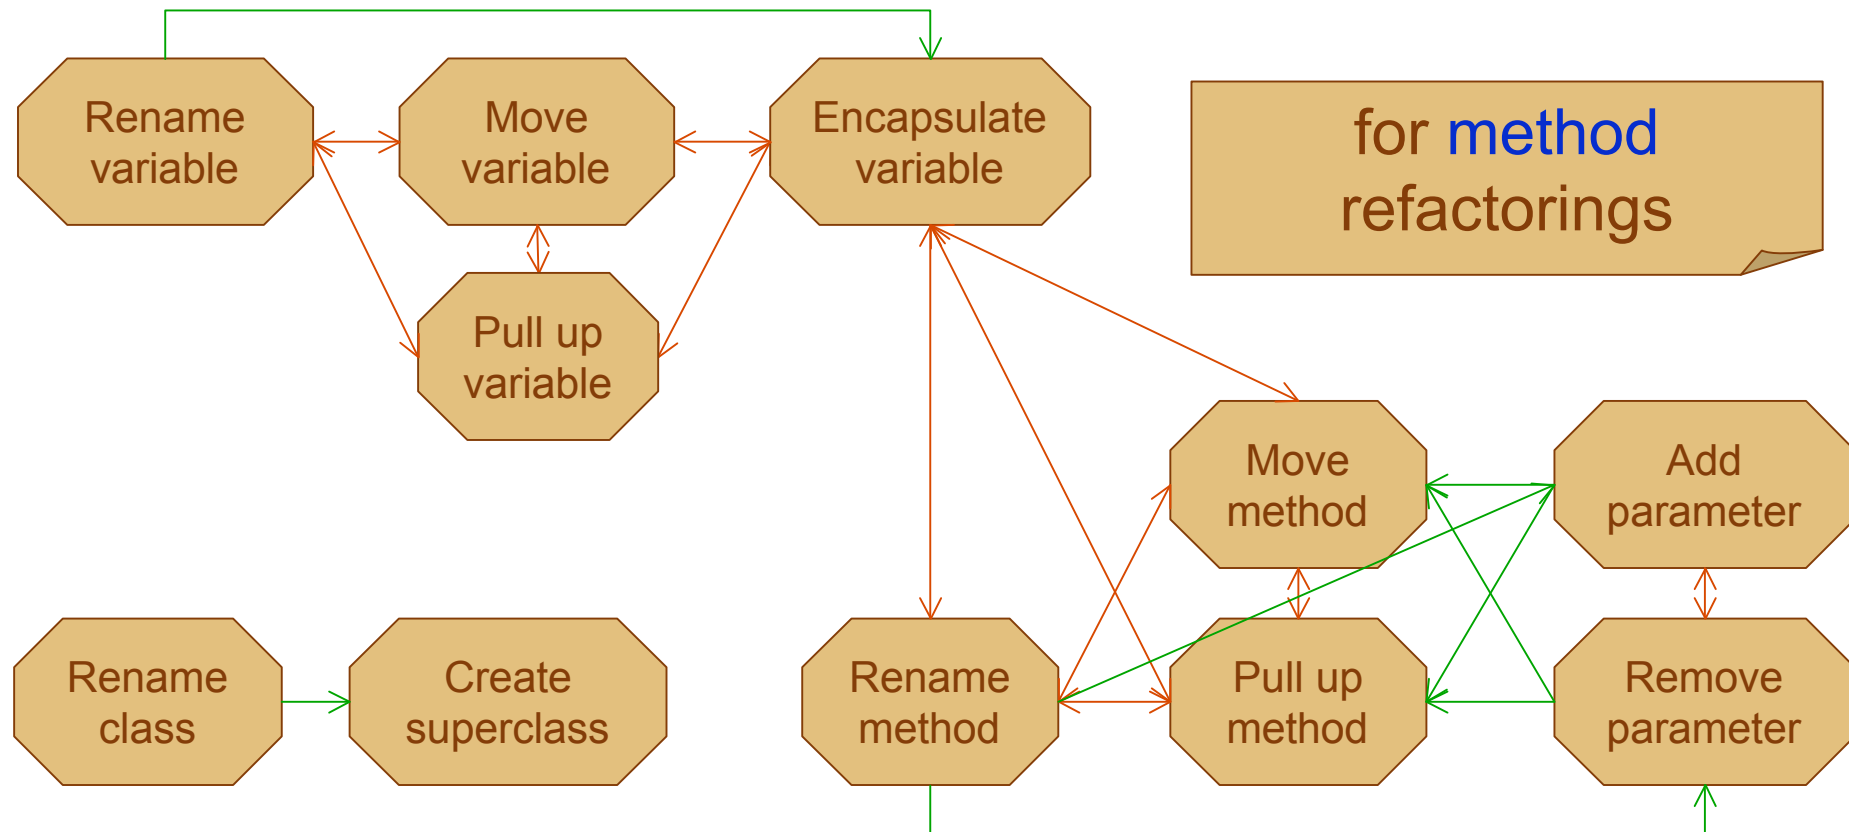 Rename
variable
Move
variable
Encapsulate
variable
for method
refactorings
Pull up
variable
Move
method
Add
parameter
Rename
class
Create
superclass
Rename
method
Pull up
method
Remove
parameter